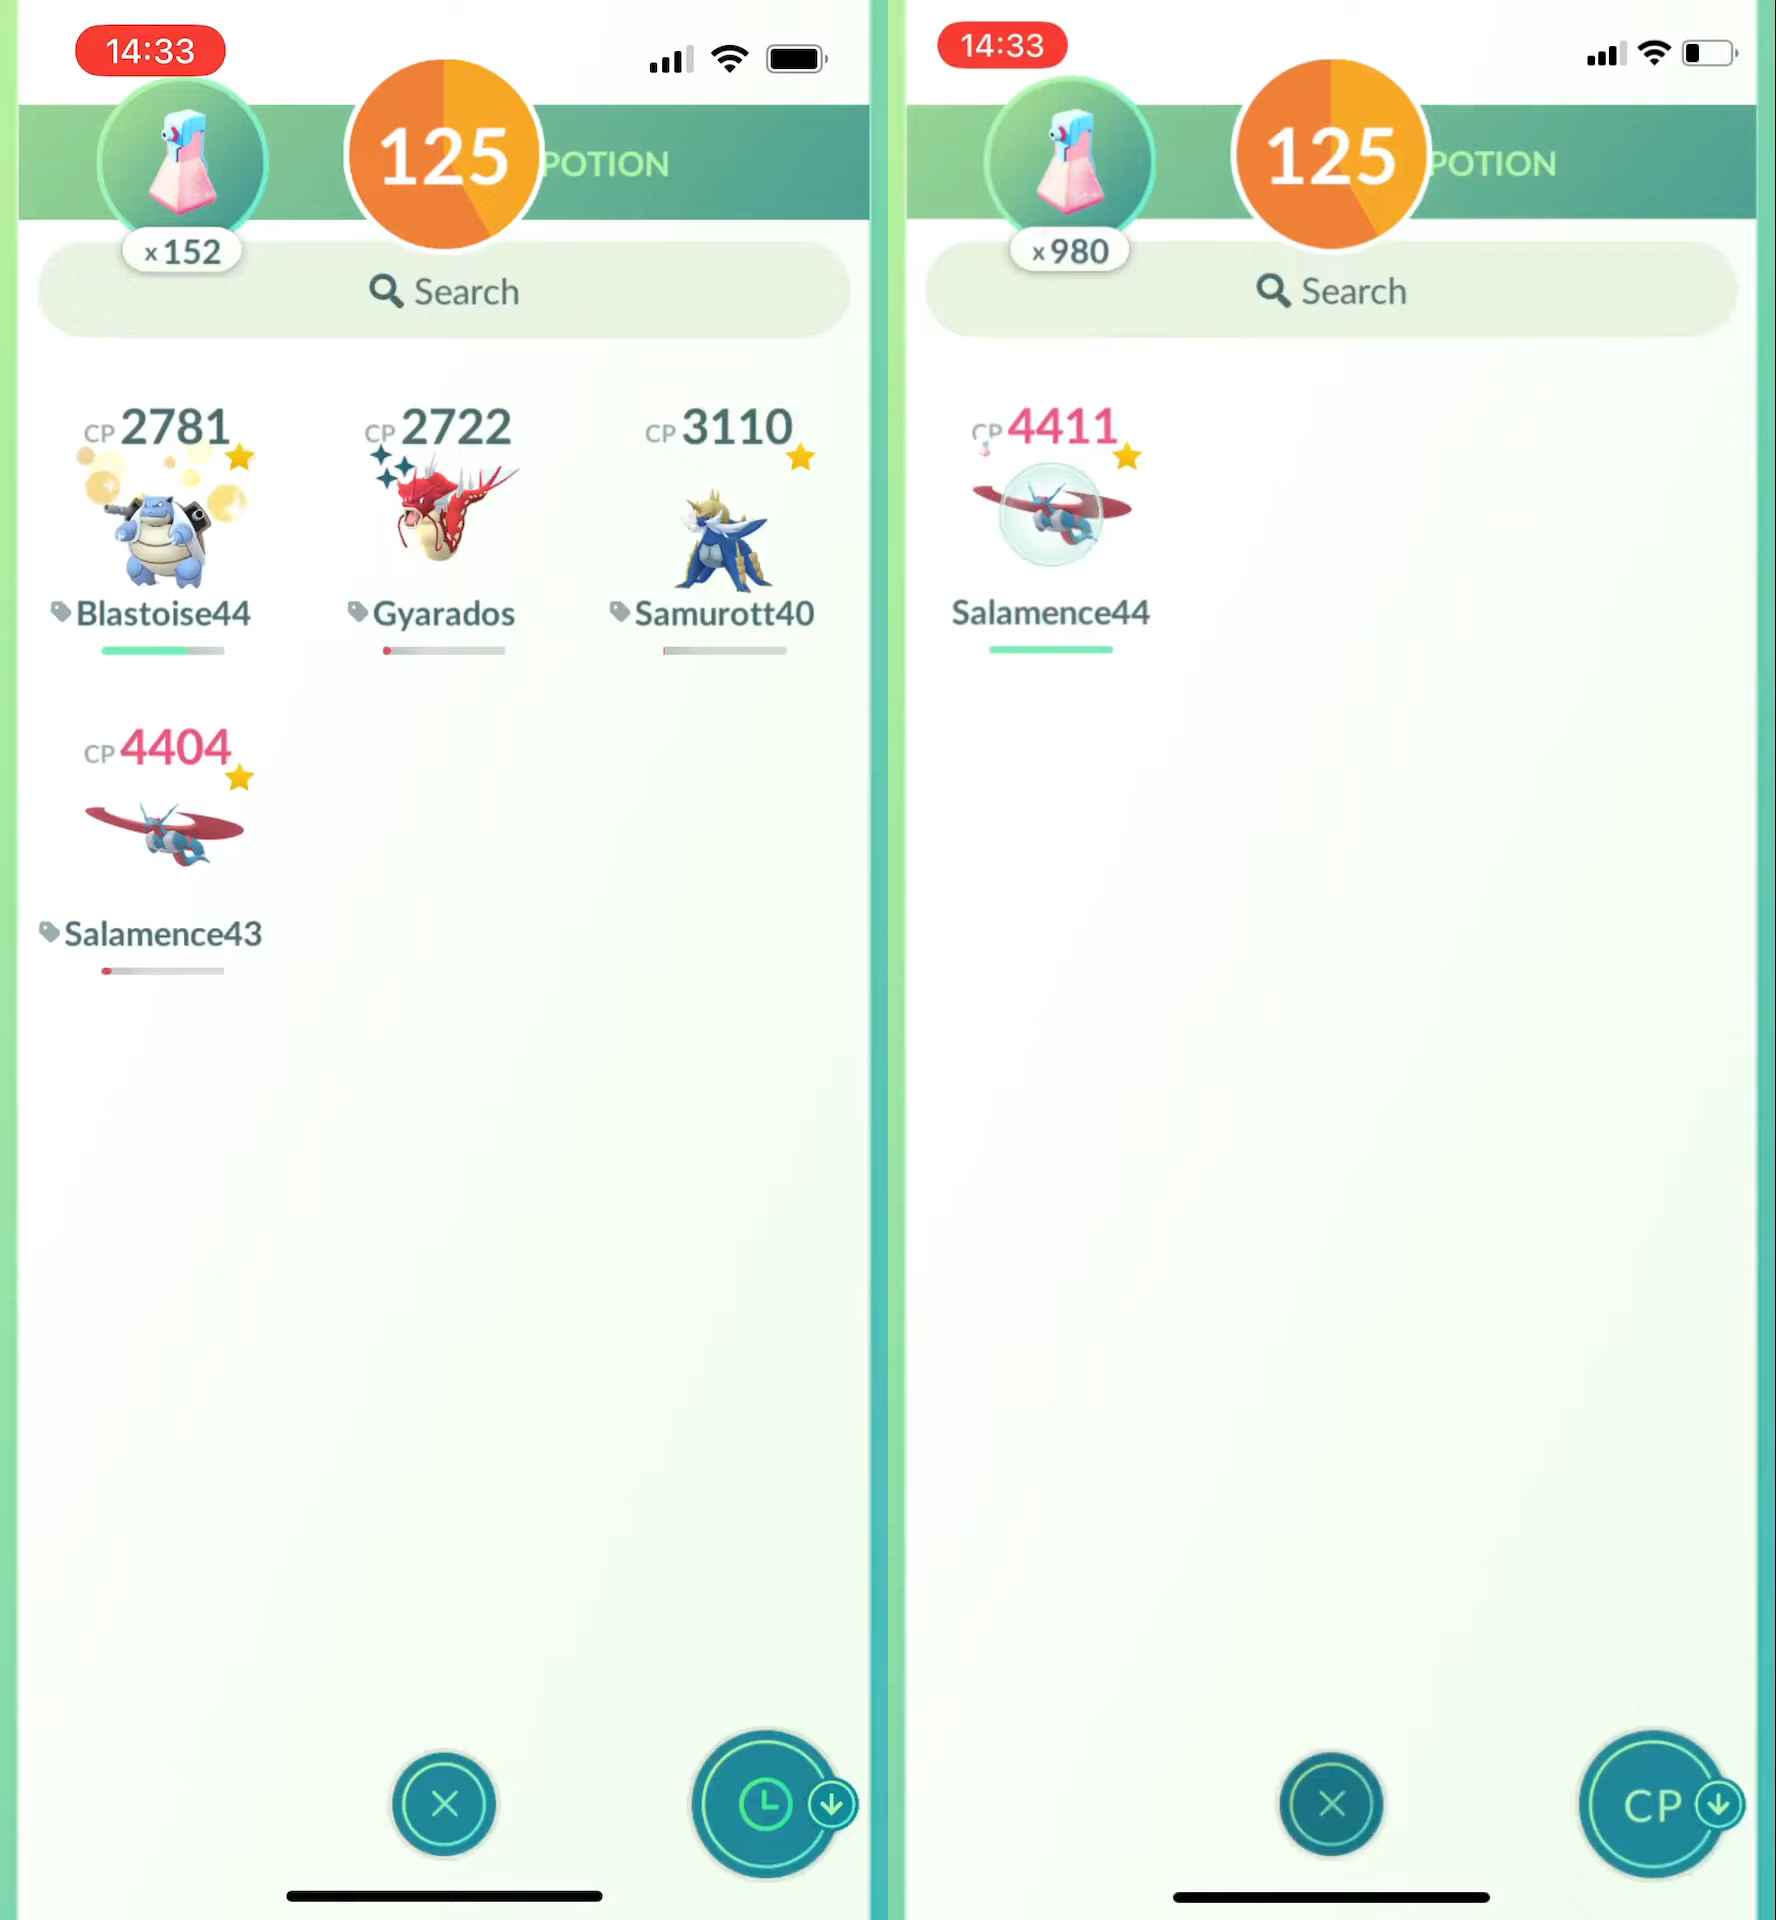 14:33
125
POTION
x152
Search
CP 2781
CP 2722
CP 3110
Blastoise44
Gyarados
Samurott40
CP 4404
Salamence43
14:33
125
POTION
x980
Search
CP 4411
Salamence44
CP